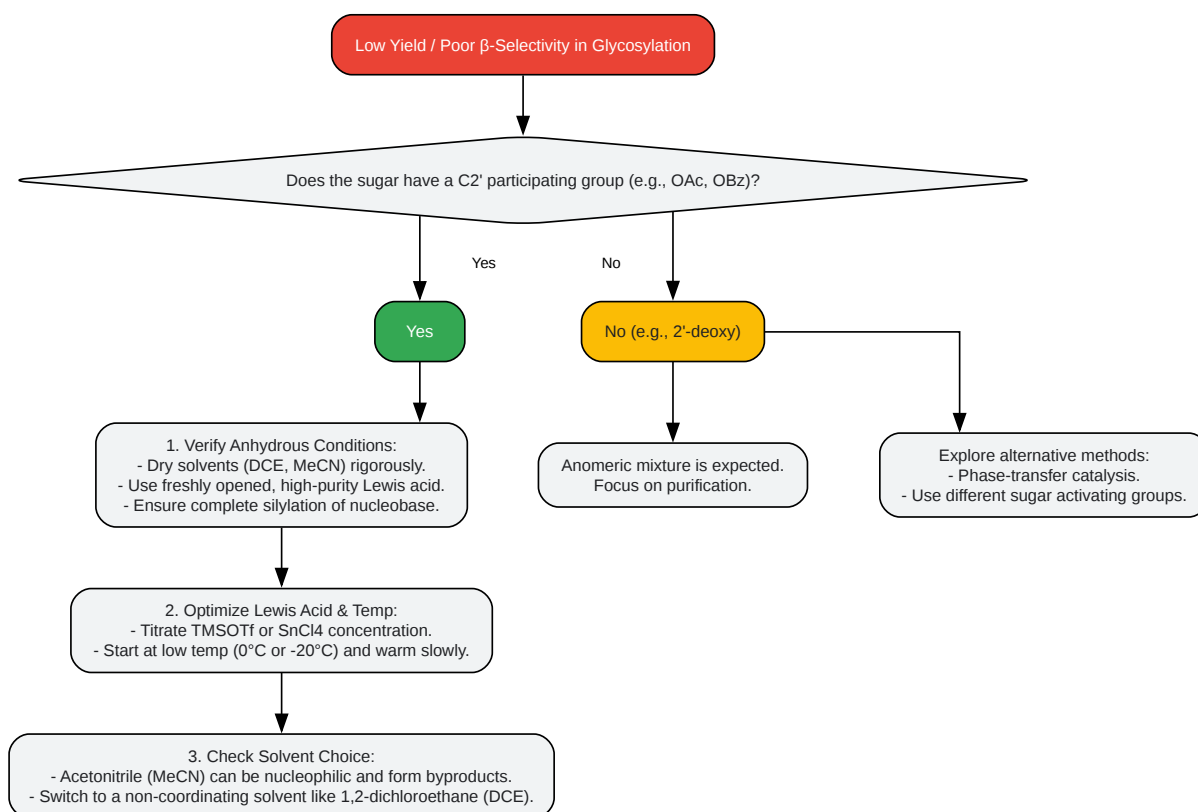 Low Yield / Poor β-Selectivity in Glycosylation
Does the sugar have a C2' participating group (e.g., OAc, OBz)?
Yes
No
Yes
No (e.g., 2'-deoxy)
1. Verify Anhydrous Conditions:
- Dry solvents (DCE, MeCN) rigorously.
- Use freshly opened, high-purity Lewis acid.
- Ensure complete silylation of nucleobase.
Anomeric mixture is expected.
Focus on purification.
Explore alternative methods:
- Phase-transfer catalysis.
- Use different sugar activating groups.
2. Optimize Lewis Acid & Temp:
- Titrate TMSOTf or SnCl4 concentration.
- Start at low temp (0°C or -20°C) and warm slowly.
3. Check Solvent Choice:
- Acetonitrile (MeCN) can be nucleophilic and form byproducts.
- Switch to a non-coordinating solvent like 1,2-dichloroethane (DCE).